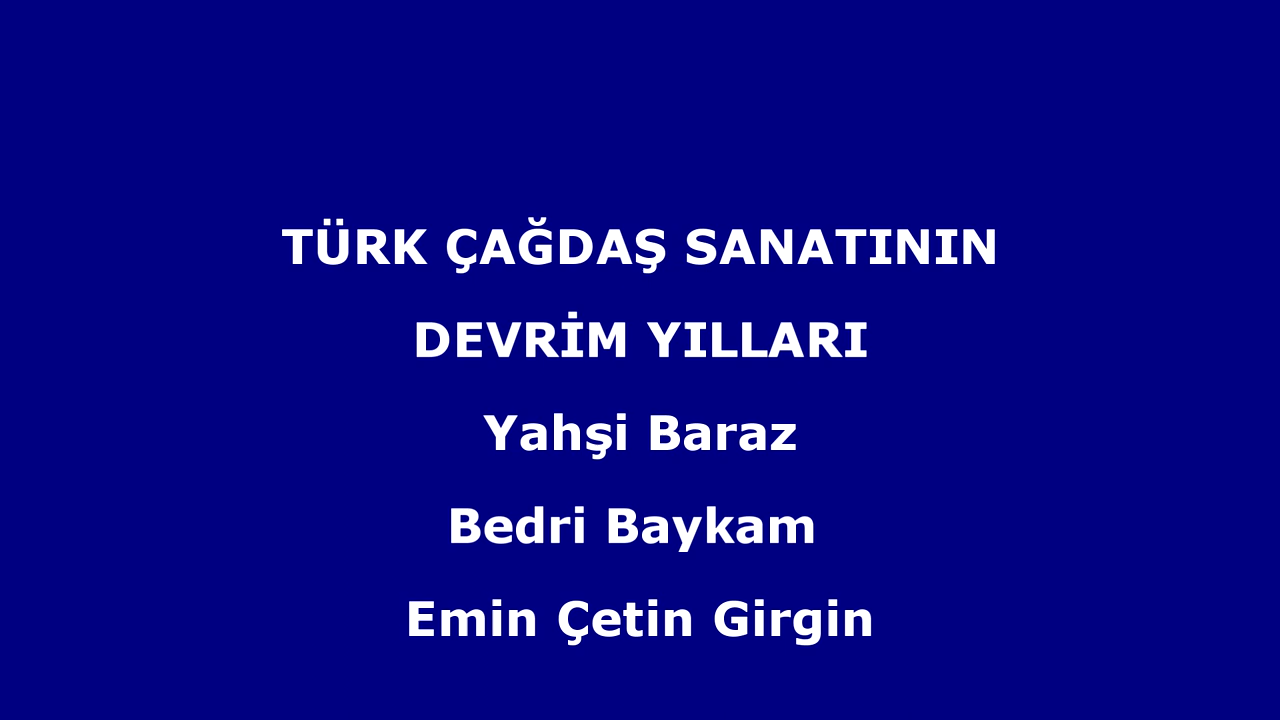 TÜRK ÇAĞDAŞ SANATININ
DEVRİM YILLARI
Yahşi Baraz
Bedri Baykam
Emin Çetin Girgin